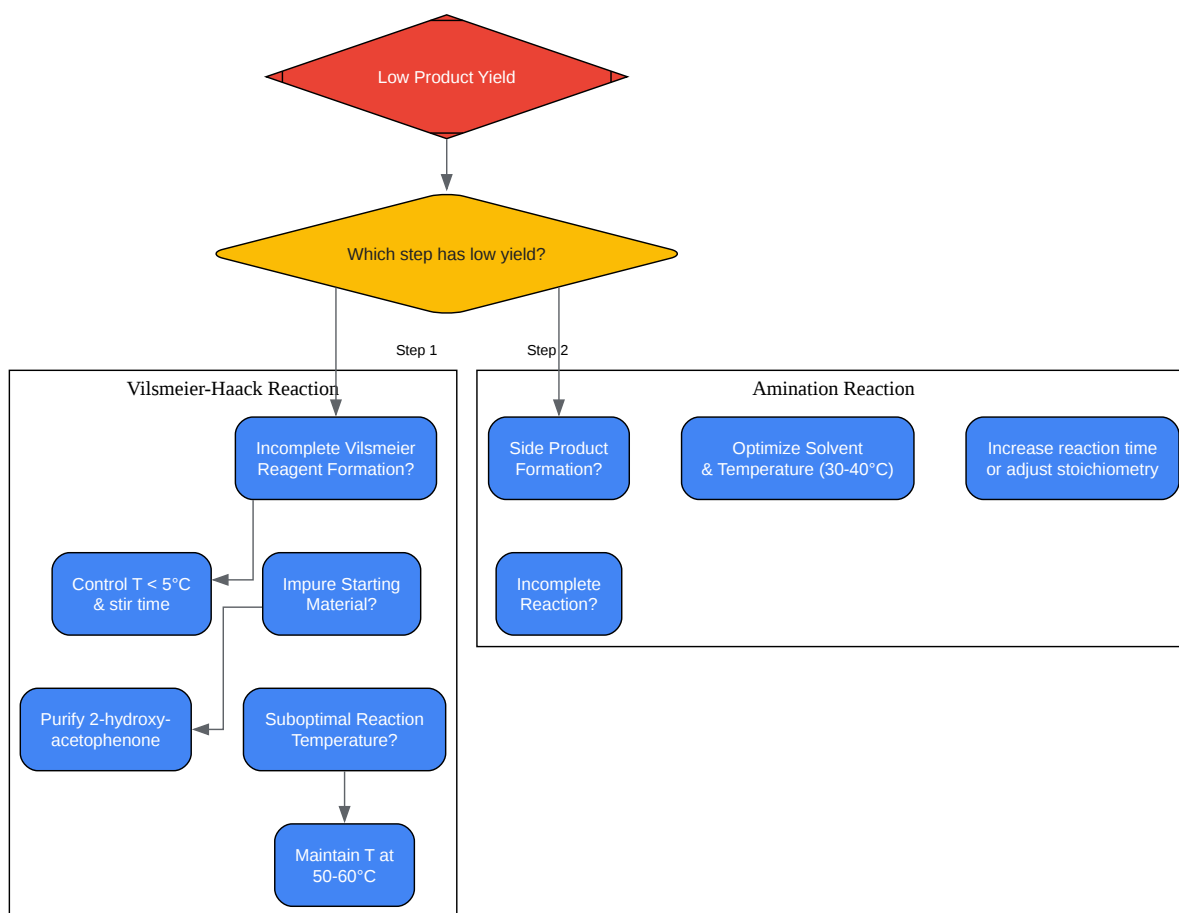 Low Product Yield
Which step has low yield?
Step 1
Step 2
Vilsmeier-Haack Reaction
Incomplete Vilsmeier
Reagent Formation?
Control T < 5°C
& stir time
Impure Starting
Material?
Purify 2-hydroxy-
acetophenone
Suboptimal Reaction
Temperature?
Maintain T at
50-60°C
Amination Reaction
Side Product
Formation?
Optimize Solvent
& Temperature (30-40°C)
Increase reaction time
or adjust stoichiometry
Incomplete
Reaction?